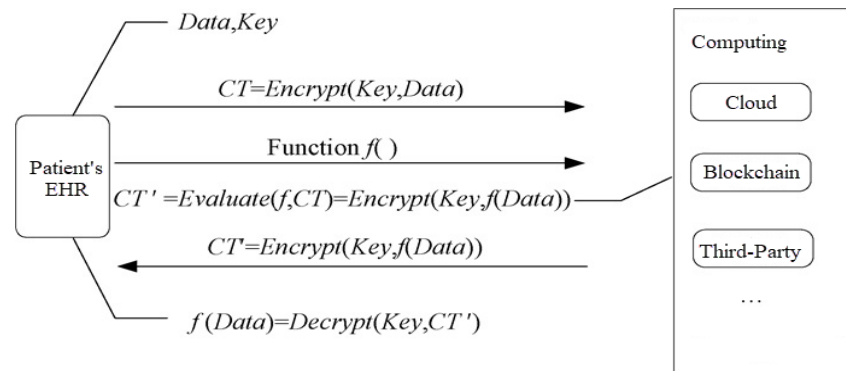 Data,Key
CT=Encrypt(Key,Data)
Function f( )
Patient's
EHR
CT'=Evaluate(f,CT)=Encrypt(Key,f(Data))
CT'=Encrypt(Key,f(Data))
f(Data)=Decrypt(Key,CT')
Computing
Cloud
Blockchain
Third-Party
...